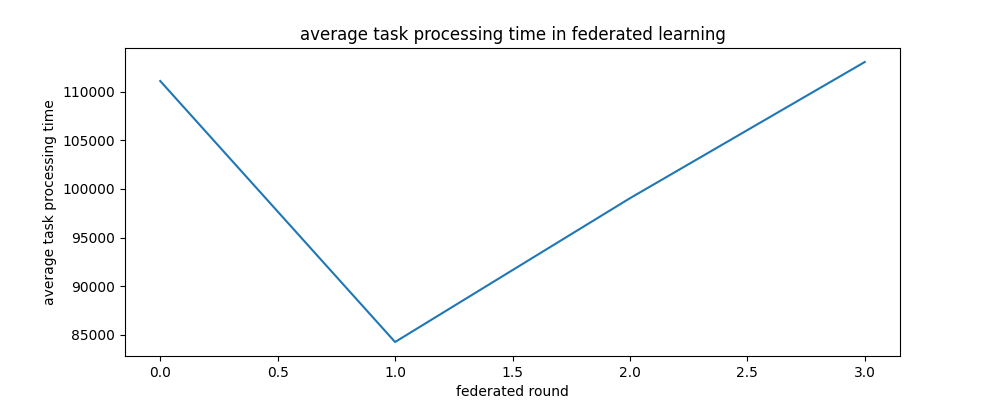 average task processing time in federated learning
average task processing time
110000
105000
100000
95000
90000
85000
0.0 0.5 1.0 1.5 2.0 2.5 3.0
federated round